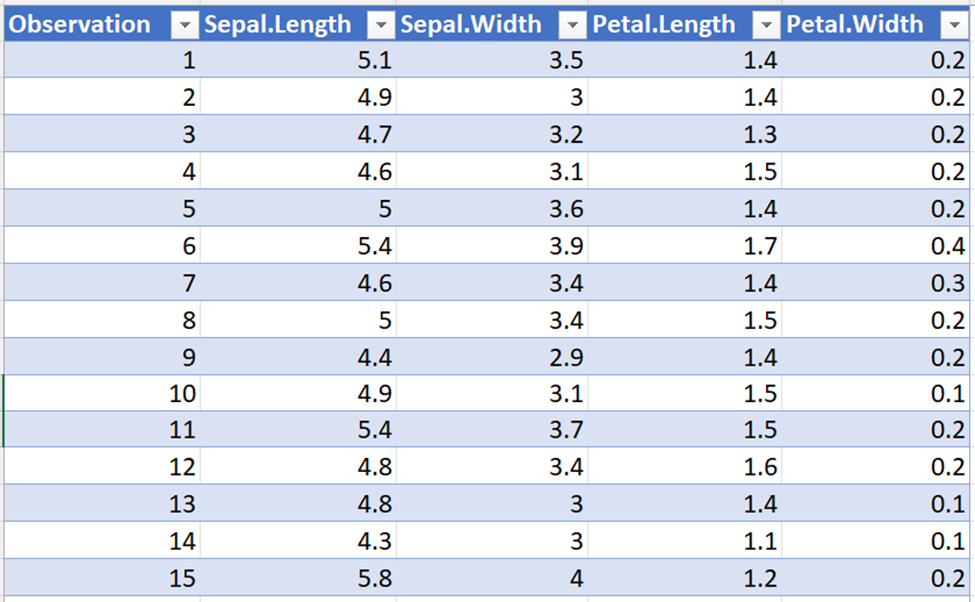 Observation Sepal.Length Sepal.Width Petal.Length Petal.Width
1 5.1 3.5 1.4 0.2
2 4.9 3 1.4 0.2
3 4.7 3.2 1.3 0.2
4 4.6 3.1 1.5 0.2
5 5 3.6 1.4 0.2
6 5.4 3.9 1.7 0.4
7 4.6 3.4 1.4 0.3
8 5 3.4 1.5 0.2
9 4.4 2.9 1.4 0.2
10 4.9 3.1 1.5 0.1
11 5.4 3.7 1.5 0.2
12 4.8 3.4 1.6 0.2
13 4.8 3 1.4 0.1
14 4.3 3 1.1 0.1
15 5.8 4 1.2 0.2